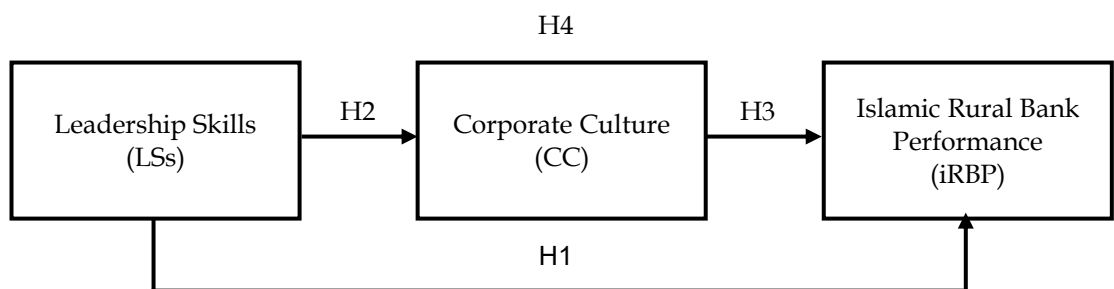 H4
Leadership Skills
(LSs)
H2
Corporate Culture
(CC)
H3
Islamic Rural Bank
Performance
(iRBP)
H1